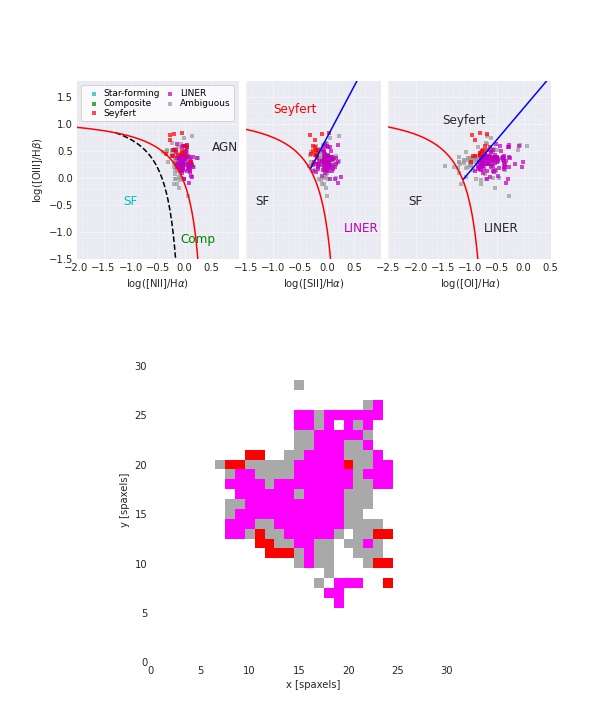 Star-forming
Composite
Seyfert
LINER
Ambiguous
1.5
1.0
0.5
0.0
−0.5
−1.0
−1.5
log([OIII]/Hβ)
AGN
SF
Comp
−2.0 −1.5 −1.0 −0.5 0.0 0.5
log([NII]/Hα)
Seyfert
SF
LINER
−1.0 −0.5 0.0 0.5
log([SII]/Hα)
Seyfert
SF
LINER
−2.5 −2.0 −1.5 −1.0 −0.5 0.0 0.5
log([OI]/Hα)
30
25
20
15
10
5
0
y [spaxels]
0 5 10 15 20 25 30
x [spaxels]